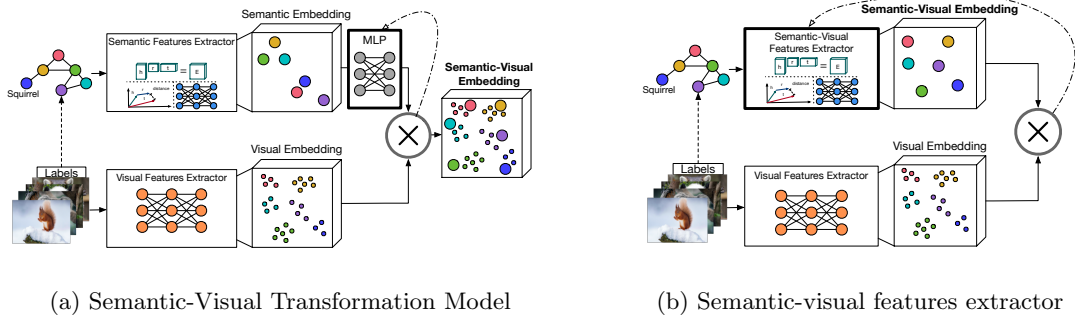 Semantic Embedding
Semantic Features Extractor
MLP
h r t = E
h
r
t
distance
Squirrel
Semantic-Visual
Embedding
Visual Embedding
Labels
Visual Features Extractor
(a) Semantic-Visual Transformation Model
Semantic-Visual Embedding
Semantic-Visual
Features Extractor
h r t = E
h
r
t
distance
Squirrel
Visual Embedding
Labels
Visual Features Extractor
(b) Semantic-visual features extractor